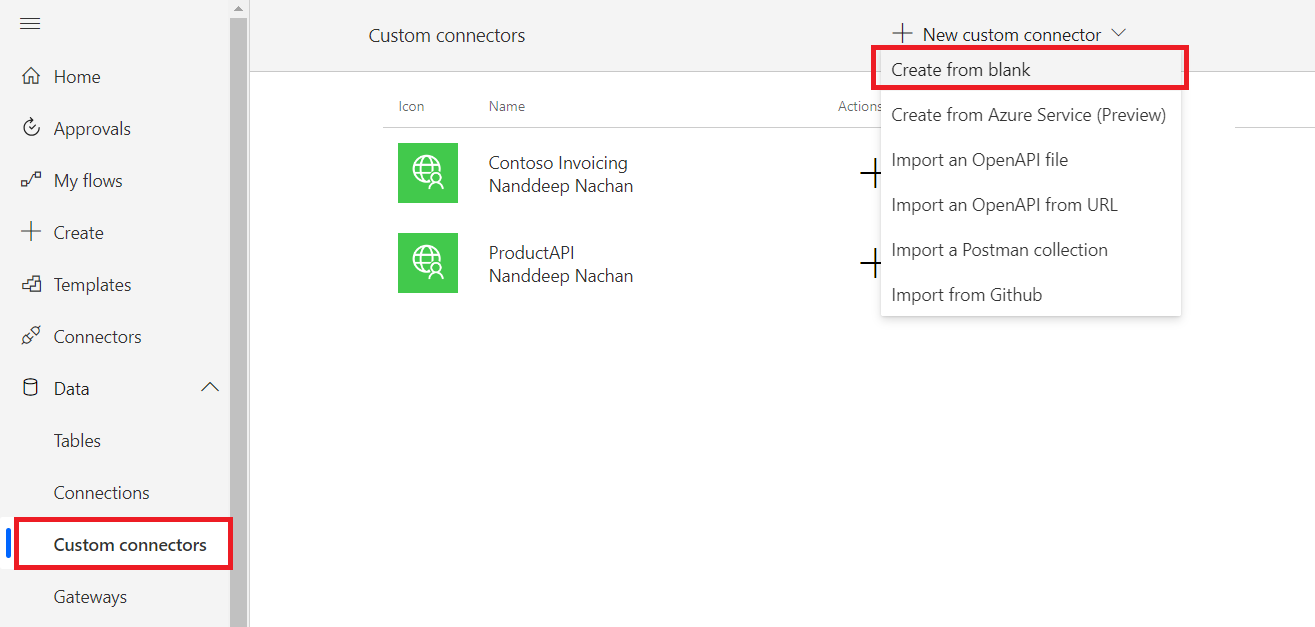 Home
Approvals
My flows
Create
Templates
Connectors
Data
Tables
Connections
Custom connectors
Gateways
Custom connectors
New custom connector
Create from blank
Create from Azure Service (Preview)
Import an OpenAPI file
Import an OpenAPI from URL
Import a Postman collection
Import from Github
Icon Name Actions
Contoso Invoicing
Nanddeep Nachan
ProductAPI
Nanddeep Nachan